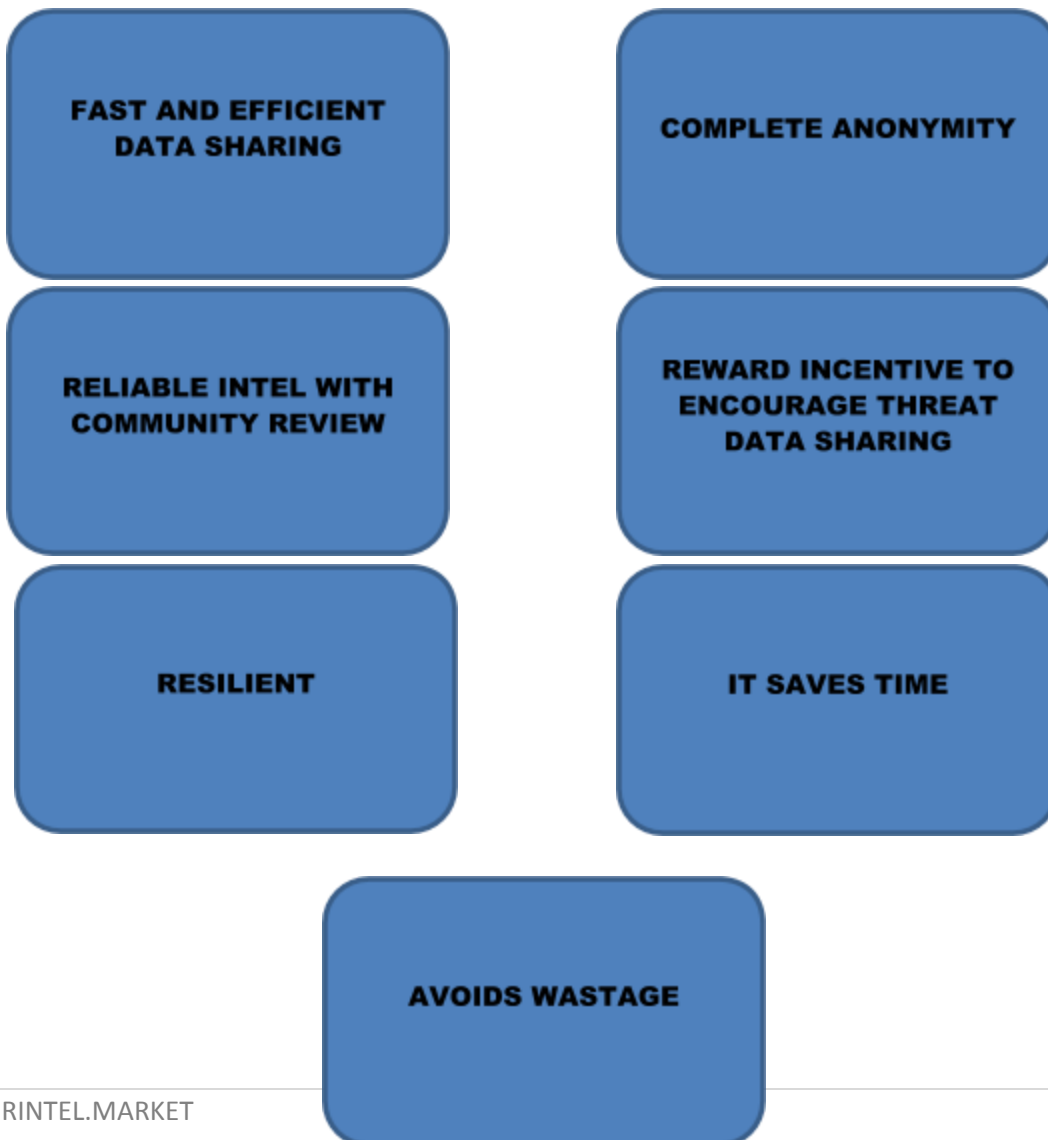 FAST AND EFFICIENT
DATA SHARING
COMPLETE ANONYMITY
RELIABLE INTEL WITH
COMMUNITY REVIEW
REWARD INCENTIVE TO
ENCOURAGE THREAT
DATA SHARING
RESILIENT
IT SAVES TIME
AVOIDS WASTAGE
RINTEL.MARKET